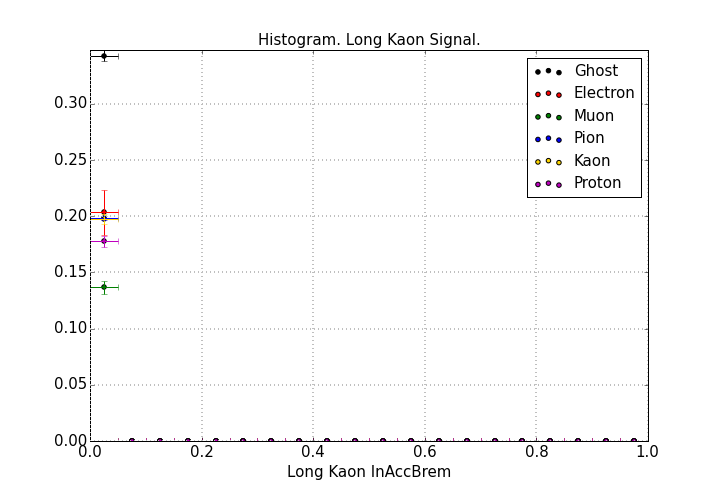 Histogram. Long Kaon Signal.
Ghost
Electron
Muon
Pion
Kaon
Proton
0.30
0.25
0.20
0.15
0.10
0.05
0.00
0.0 0.2 0.4 0.6 0.8 1.0
Long Kaon InAccBrem